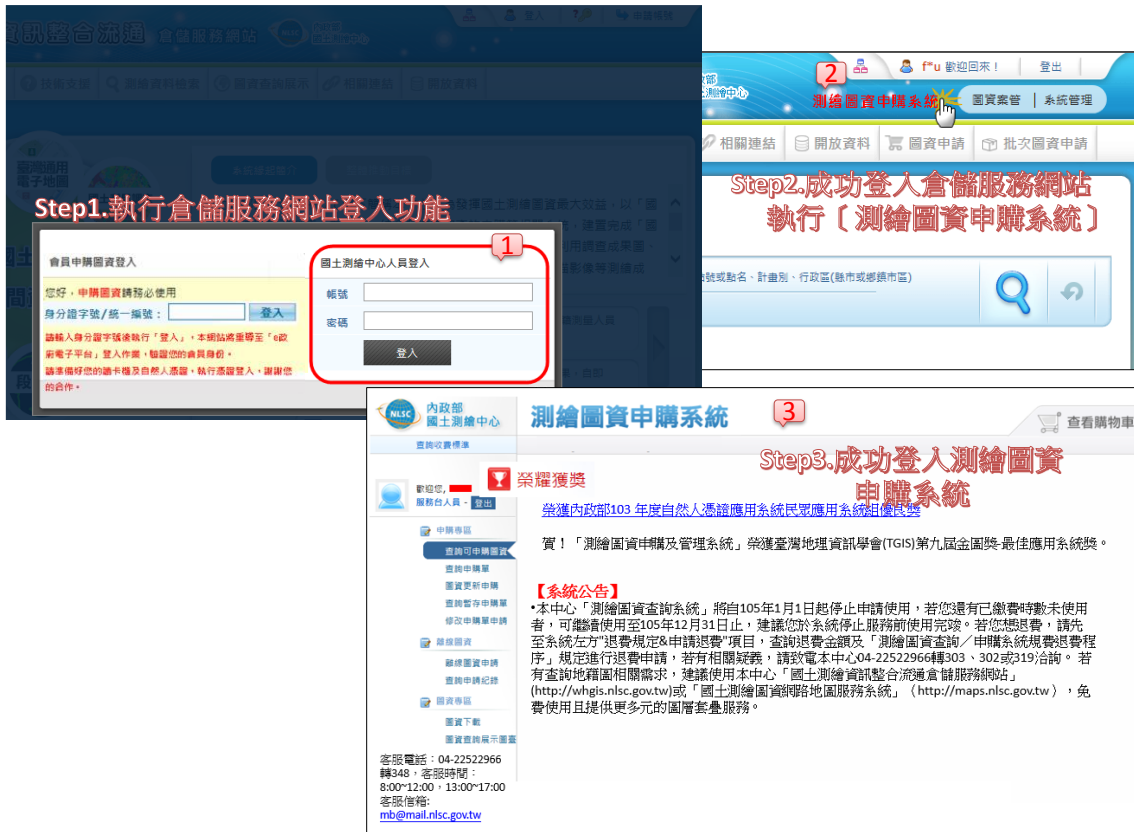 資訊整合流通 倉儲服務網站
登入
申請帳號
技術支援
測繪資料檢索
圖資查詢展示
相關連結
開放資料
臺灣通用
電子地圖
Step1.執行倉儲服務網站登入功能
1
會員申購圖資登入
您好,申購圖資請務必使用
身分證字號/統一編號:
登入
請輸入身分證字號後執行「登入」,本網站將重導至「e政
府電子平台」登入作業,驗證您的會員身份。
請準備好您的讀卡機及自然人憑證,執行憑證登入,謝謝您
的合作。
國土測繪中心人員登入
帳號
密碼
登入
2
f*u 歡迎回來!
登出
測繪圖資申購系統
圖資案管
系統管理
相關連結
開放資料
圖資申請
批次圖資申請
Step2.成功登入倉儲服務網站
執行〔測繪圖資申購系統〕
號或點名、計畫別、行政區(縣市或鄉鎮市區)
NLSC
內政部
國土測繪中心
測繪圖資申購系統
3
查看購物車
查詢收費標準
Step3.成功登入測繪圖資
申購系統
歡迎您,
服務台人員 - 登出
榮耀獲獎
榮獲內政部103 年度自然人憑證應用系統民眾應用系統組優良獎
賀!「測繪圖資申購及管理系統」榮獲臺灣地理資訊學會(TGIS)第九屆金圖獎-最佳應用系統獎。
申購專區
查詢可申購圖資
查詢申購單
圖資更新申購
查詢暫存申購單
修改申購單申請
離線圖資
離線圖資申請
查詢申請紀錄
圖資專區
圖資下載
圖資查詢展示圖臺
【系統公告】
•本中心「測繪圖資查詢系統」將自105年1月1日起停止申請使用,若您還有已繳費時數未使用
者,可繼續使用至105年12月31日止,建議您於系統停止服務前使用完竣。若您想退費,請先
至系統左方"退費規定&申請退費"項目,查詢退費金額及「測繪圖資查詢/申購系統規費退費程
序」規定進行退費申請,若有相關疑義,請致電本中心04-22522966轉303、302或319洽詢。 若
有查詢地籍圖相關需求,建議使用本中心「國土測繪資訊整合流通倉儲服務網站」
(http://whgis.nlsc.gov.tw)或「國土測繪圖資網路地圖服務系統」(http://maps.nlsc.gov.tw),免
費使用且提供更多元的圖層套疊服務。
客服電話:04-22522966
轉348,客服時間:
8:00~12:00,13:00~17:00
客服信箱:
mb@mail.nlsc.gov.tw